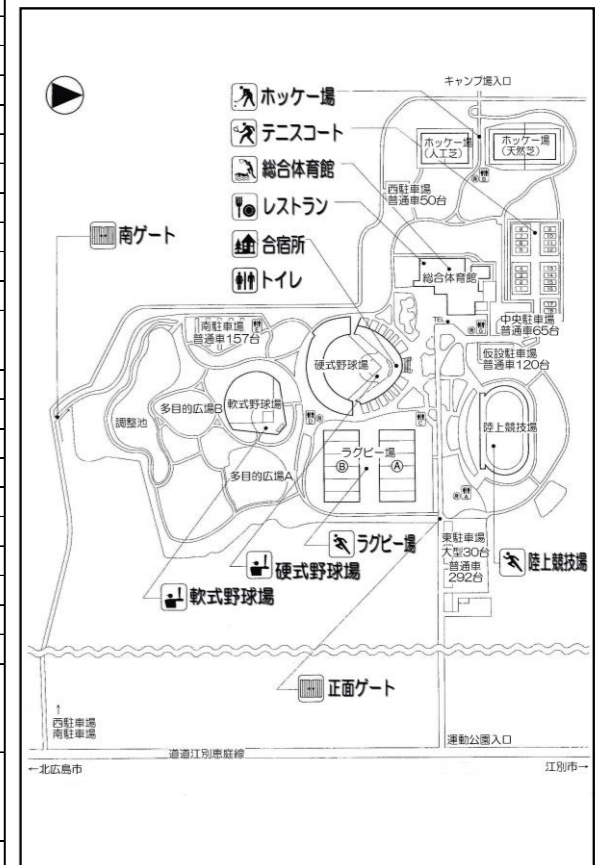 キャンプ場入口
ホッケー場
テニスコート
総合体育館
レストラン
合宿所
トイレ
南ゲート
ホッケー場
(人工芝)
ホッケー場
(天然芝)
西駐車場
普通車50台
総合体育館
TEL
中央駐車場
普通車65台
仮設駐車場
普通車120台
南駐車場
普通車157台
硬式野球場
軟式野球場
多目的広場B
調整池
多目的広場A
ラグビー場
Ⓑ
Ⓐ
陸上競技場
東駐車場
大型30台
普通車
292台
ラグビー場
陸上競技場
硬式野球場
軟式野球場
正面ゲート
↑
西駐車場
南駐車場
運動公園入口
道道江別恵庭線
←北広島市
江別市→